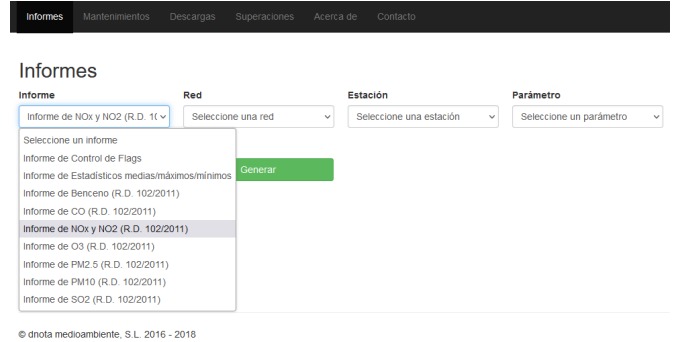 Informes Mantenimientos Descargas Superaciones Acerca de Contacto
Informes
Informe Red Estación Parámetro
Informe de NOx y NO2 (R.D. 1( Seleccione una red Seleccione una estación Seleccione un parámetro
Seleccione un informe
Informe de Control de Flags
Informe de Estadísticos medias/máximos/mínimos Generar
Informe de Benceno (R.D. 102/2011)
Informe de CO (R.D. 102/2011)
Informe de NOx y NO2 (R.D. 102/2011)
Informe de O3 (R.D. 102/2011)
Informe de PM2.5 (R.D. 102/2011)
Informe de PM10 (R.D. 102/2011)
Informe de SO2 (R.D. 102/2011)
© dnota medioambiente, S.L. 2016 - 2018